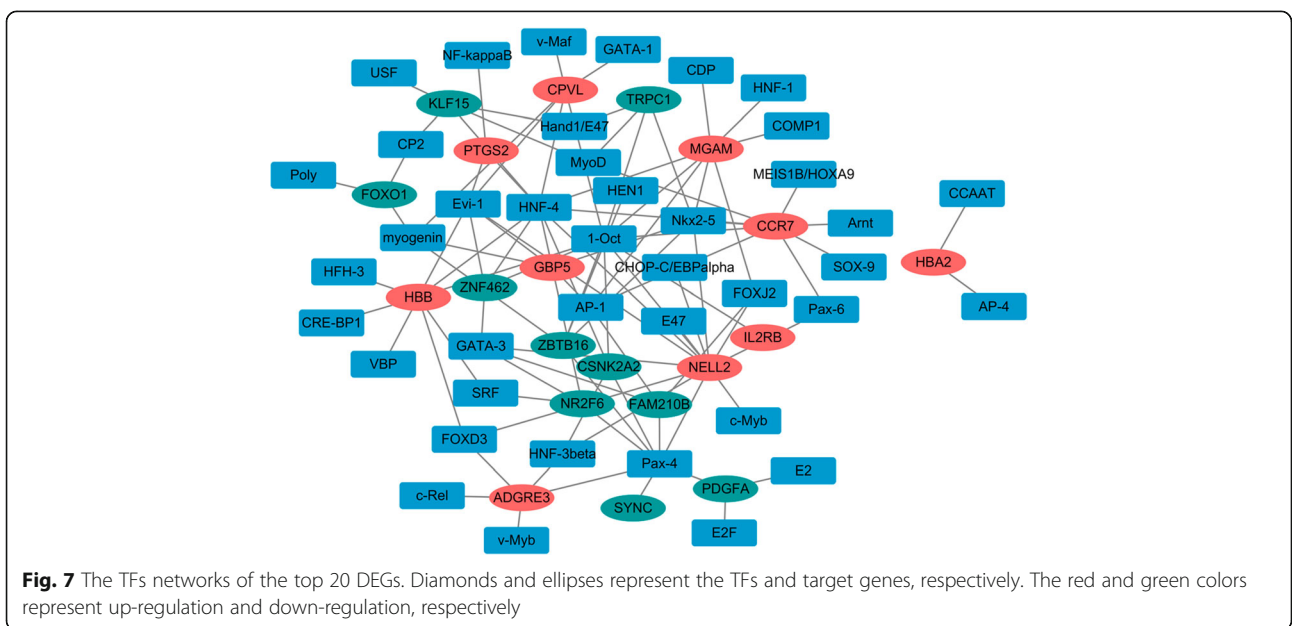 v-Maf
GATA-1
NF-kappaB
USF
CDP
CPVL
HNF-1
TRPC1
KLF15
Hand1/E47
COMP1
CP2
PTGS2
MGAM
MyoD
MEIS1B/HOXA9
Poly
FOXO1
HEN1
CCAAT
Evi-1
HNF-4
Nkx2-5
CCR7
Arnt
myogenin
1-Oct
HBA2
HFH-3
GBP5
CHOP-C/EBPalpha
SOX-9
ZNF462
HBB
FOXJ2
AP-1
Pax-6
AP-4
CRE-BP1
E47
IL2RB
GATA-3
ZBTB16
VBP
CSNK2A2
NELL2
SRF
NR2F6
FAM210B
c-Myb
FOXD3
HNF-3beta
Pax-4
E2
c-Rel
ADGRE3
PDGFA
SYNC
v-Myb
E2F
Fig. 7 The TFs networks of the top 20 DEGs. Diamonds and ellipses represent the TFs and target genes, respectively. The red and green colors
represent up-regulation and down-regulation, respectively